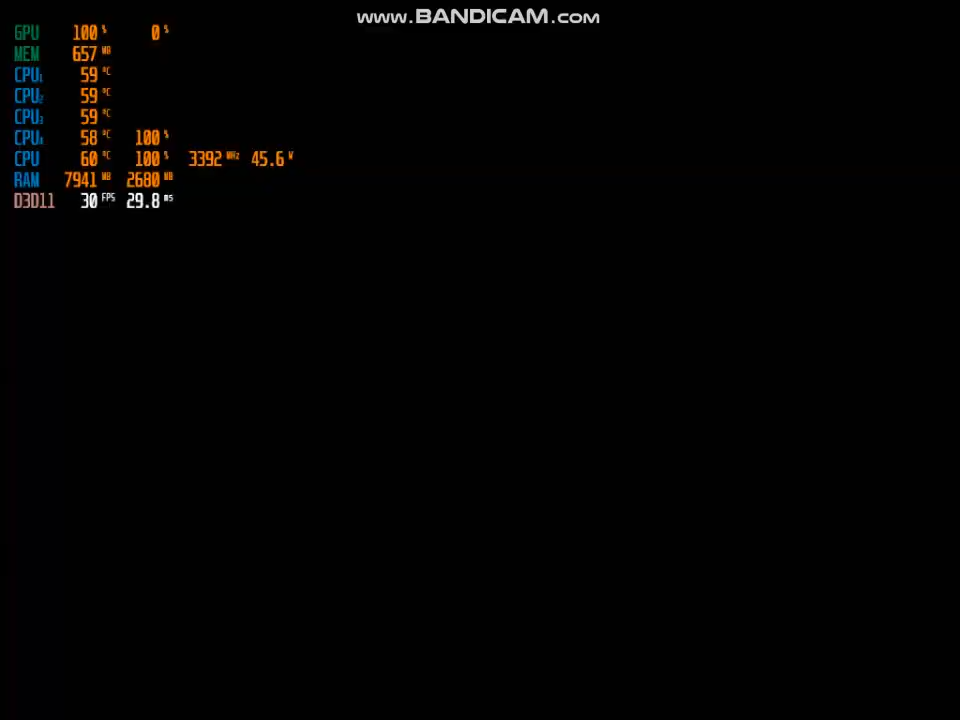 www.BANDICAM.com
GPU 100 % 0 %
MEM 657 MB
CPU1 59 °C
CPU2 59 °C
CPU3 59 °C
CPU4 58 °C 100 %
CPU 60 °C 100 % 3392 MHz 45.6 W
RAM 7941 MB 2680 MB
D3D11 30 FPS 29.8 ms